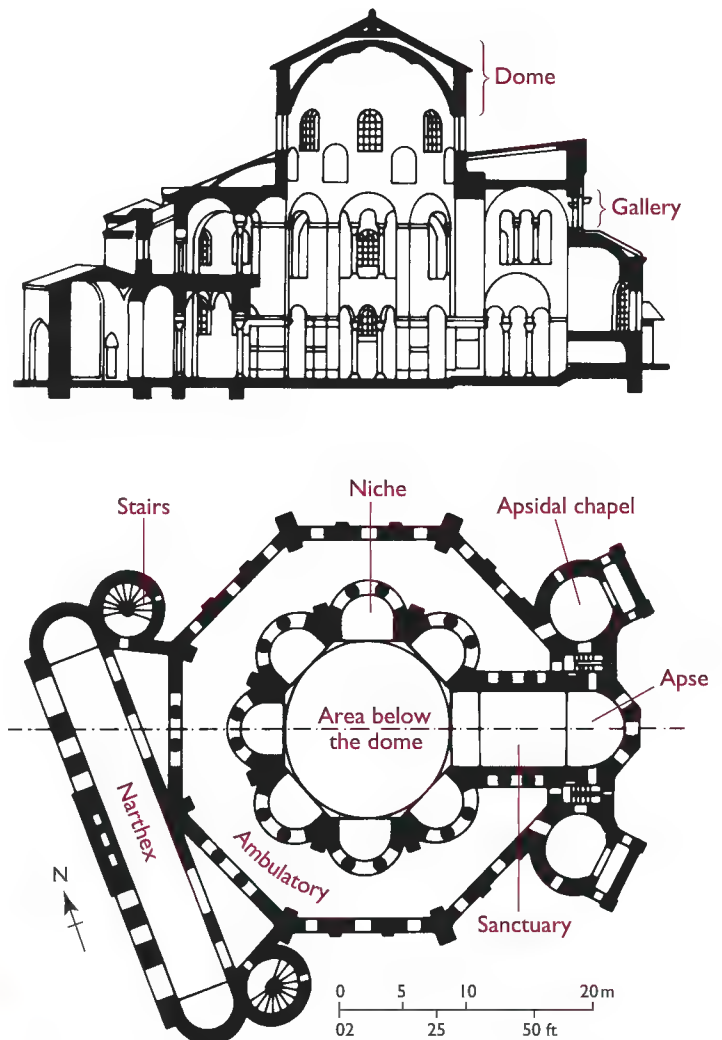 Dome
Gallery
Stairs
Niche
Apsidal chapel
Apse
Area below
the dome
Narthex
Ambulatory
N
Sanctuary
0 5 10 20m
02 25 50 ft